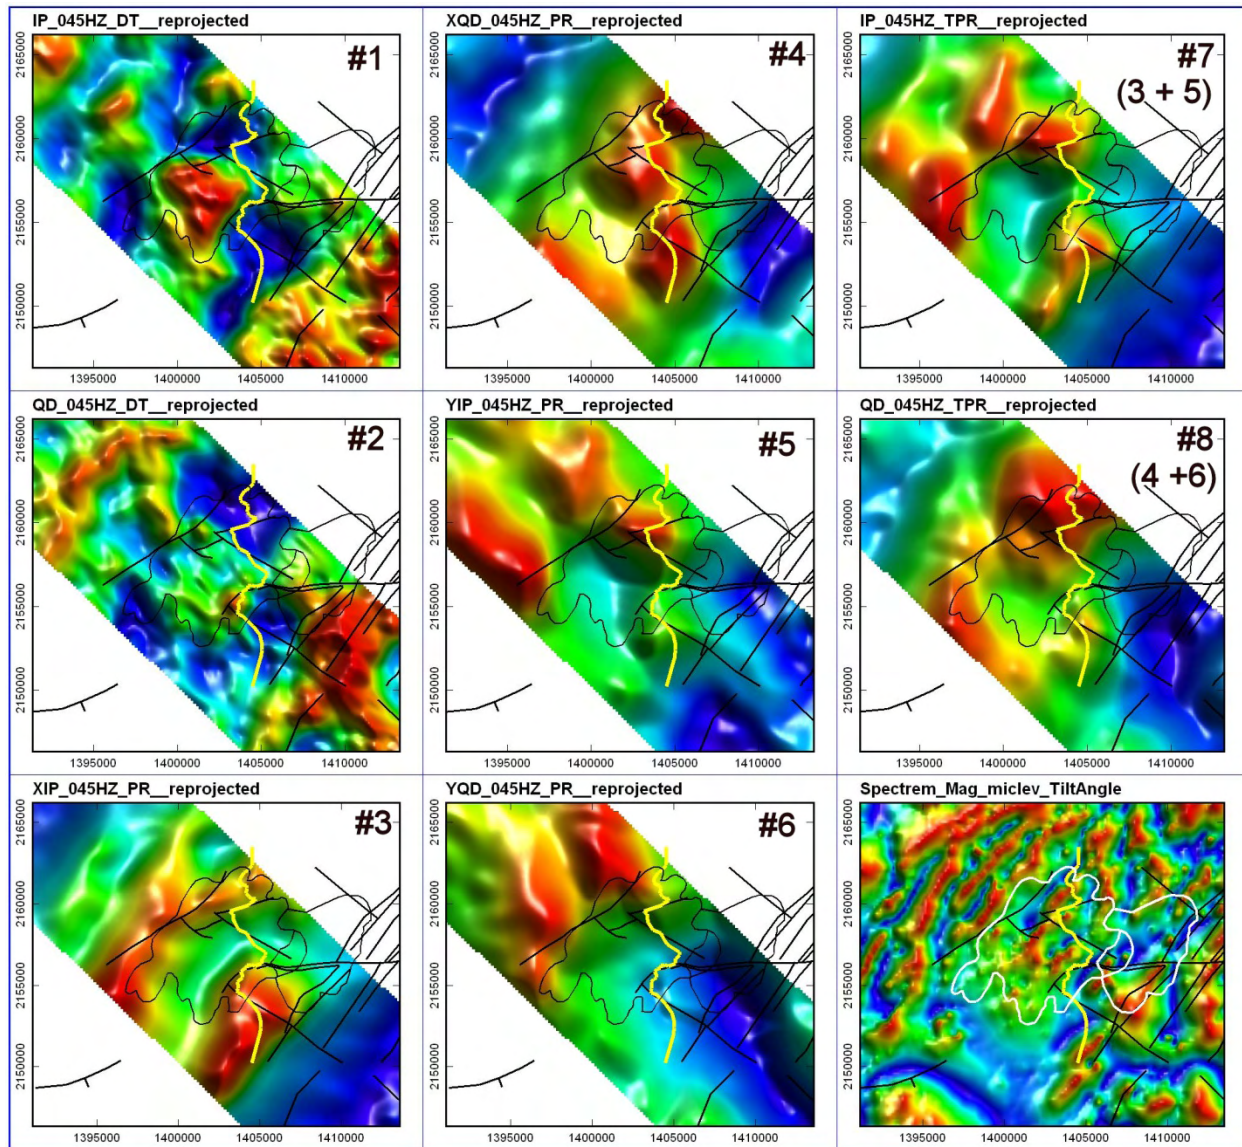 IP_045HZ_DT__reprojected
#1
2165000
2160000
2155000
2150000
1395000 1400000 1405000 1410000
XQD_045HZ_PR__reprojected
#4
2165000
2160000
2155000
2150000
1395000 1400000 1405000 1410000
IP_045HZ_TPR__reprojected
#7
(3 + 5)
2165000
2160000
2155000
2150000
1395000 1400000 1405000 1410000
QD_045HZ_DT__reprojected
#2
2165000
2160000
2155000
2150000
1395000 1400000 1405000 1410000
YIP_045HZ_PR__reprojected
#5
2165000
2160000
2155000
2150000
1395000 1400000 1405000 1410000
QD_045HZ_TPR__reprojected
#8
(4 +6)
2165000
2160000
2155000
2150000
1395000 1400000 1405000 1410000
XIP_045HZ_PR__reprojected
#3
2165000
2160000
2155000
2150000
1395000 1400000 1405000 1410000
YQD_045HZ_PR__reprojected
#6
2165000
2160000
2155000
2150000
1395000 1400000 1405000 1410000
Spectrem_Mag_miclev_TiltAngle
2165000
2160000
2155000
2150000
1395000 1400000 1405000 1410000